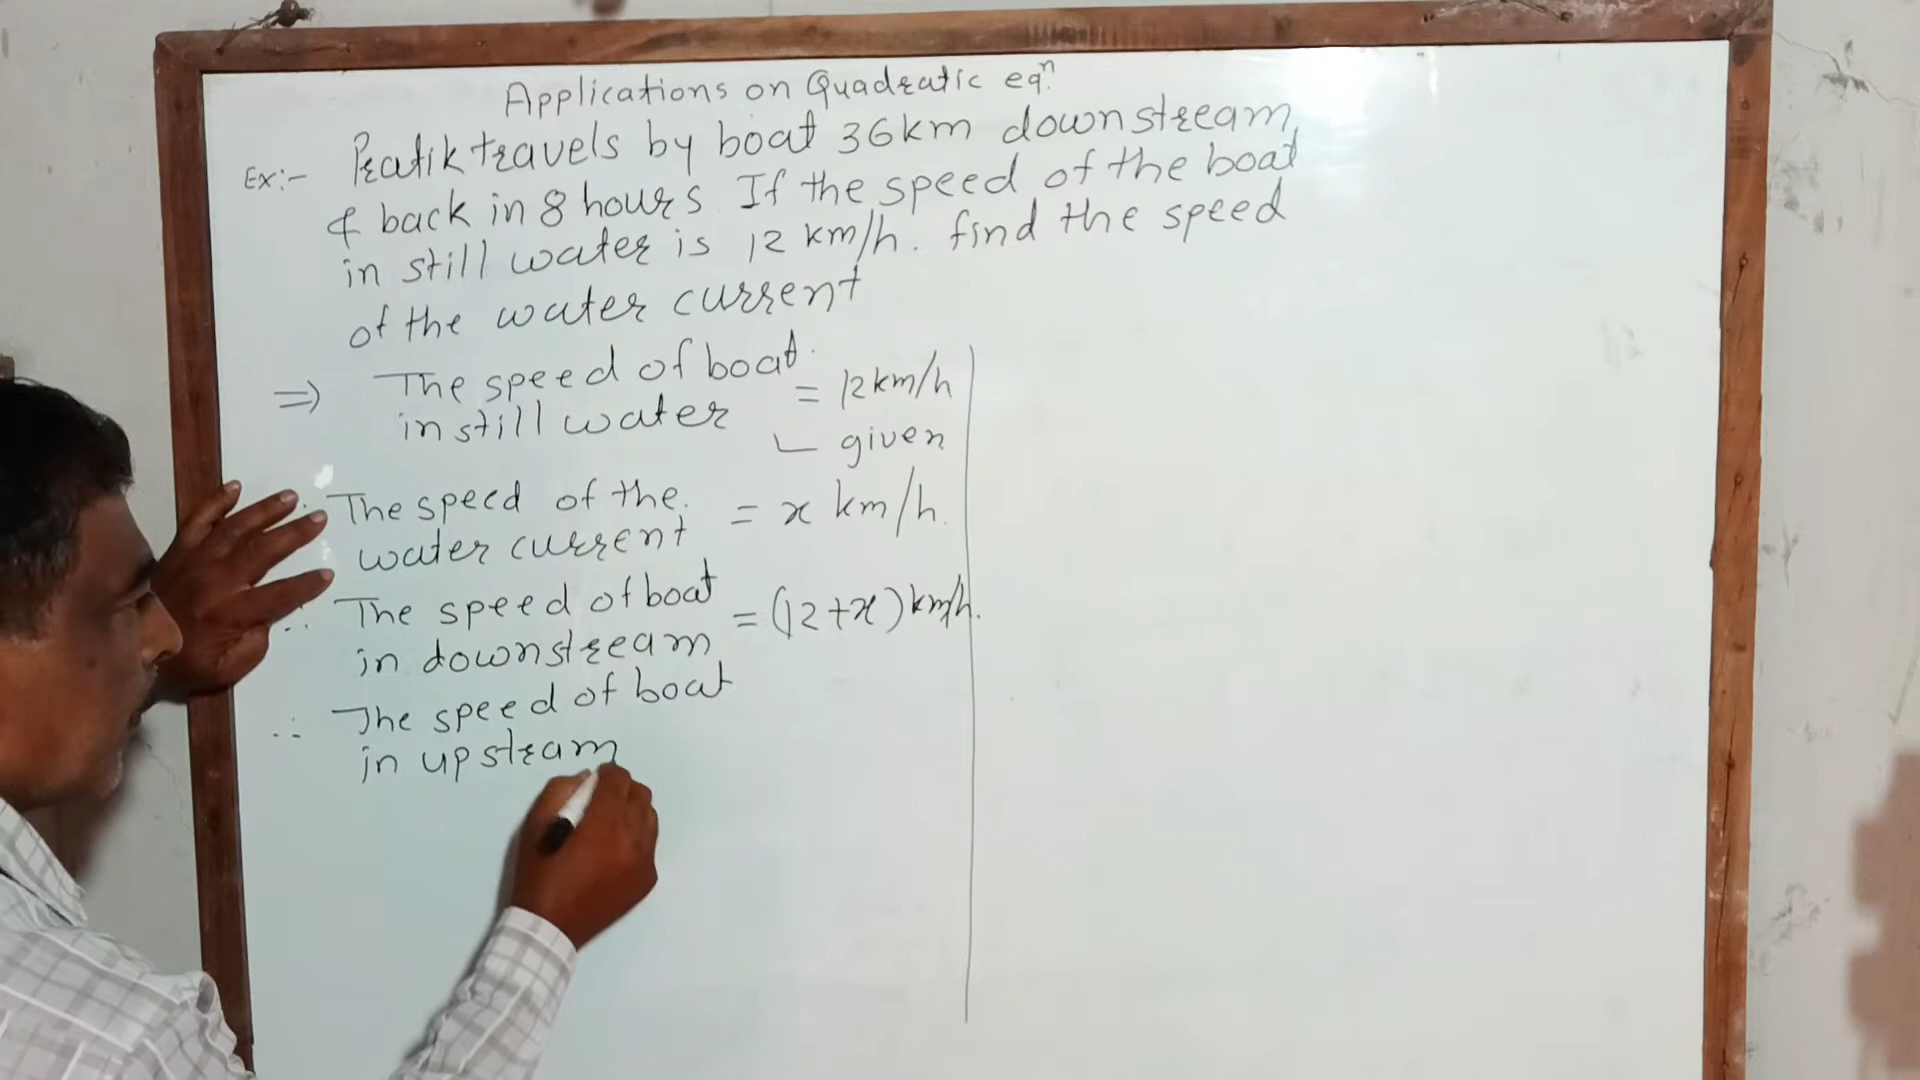 Applications on Quadratic eqⁿ.
Ex:- Pratik travels by boat 36km downstream
& back in 8 hours. If the speed of the boat
in still water is 12 km/h. find the speed
of the water current
⇒ The speed of boat
in still water = 12 km/h
given
The speed of the
water current = x km/h.
∴ The speed of boat
in downstream = (12+x) km/h.
∴ The speed of boat
in upstream